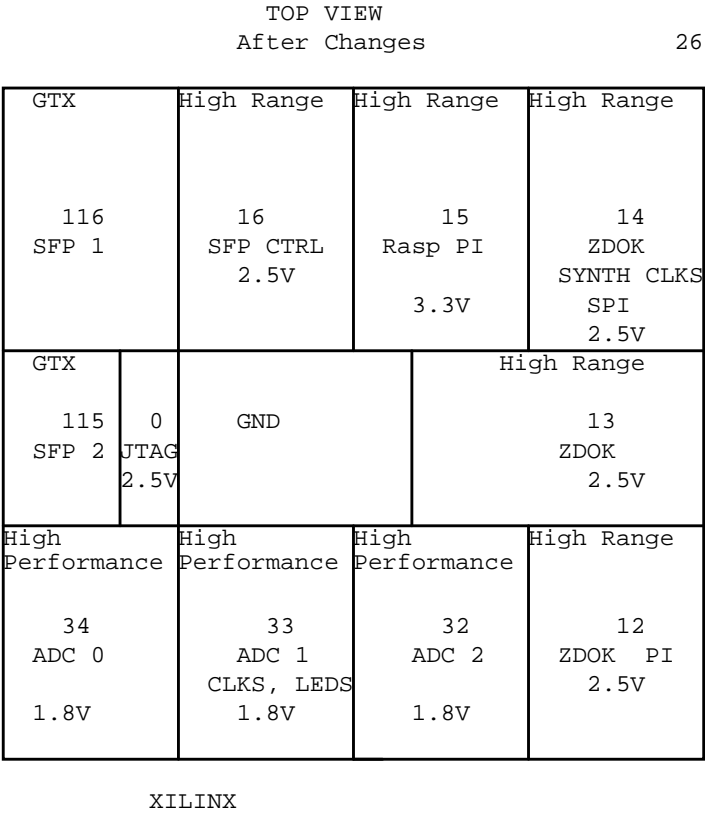 TOP VIEW
After Changes
26
GTX
116
SFP 1
High Range
16
SFP CTRL
2.5V
High Range
15
Rasp PI
3.3V
High Range
14
ZDOK
SYNTH CLKS
SPI
2.5V
GTX
115
SFP 2
0
JTAG
2.5V
GND
High Range
13
ZDOK
2.5V
High
Performance
34
ADC 0
1.8V
High
Performance
33
ADC 1
CLKS, LEDS
1.8V
High
Performance
32
ADC 2
1.8V
High Range
12
ZDOK PI
2.5V
XILINX